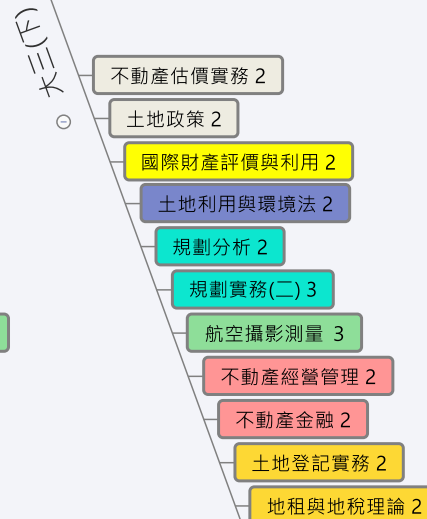 大三(下)
不動產估價實務 2
土地政策 2
國際財產評價與利用 2
土地利用與環境法 2
規劃分析 2
規劃實務(二) 3
航空攝影測量 3
不動產經營管理 2
不動產金融 2
土地登記實務 2
地租與地稅理論 2